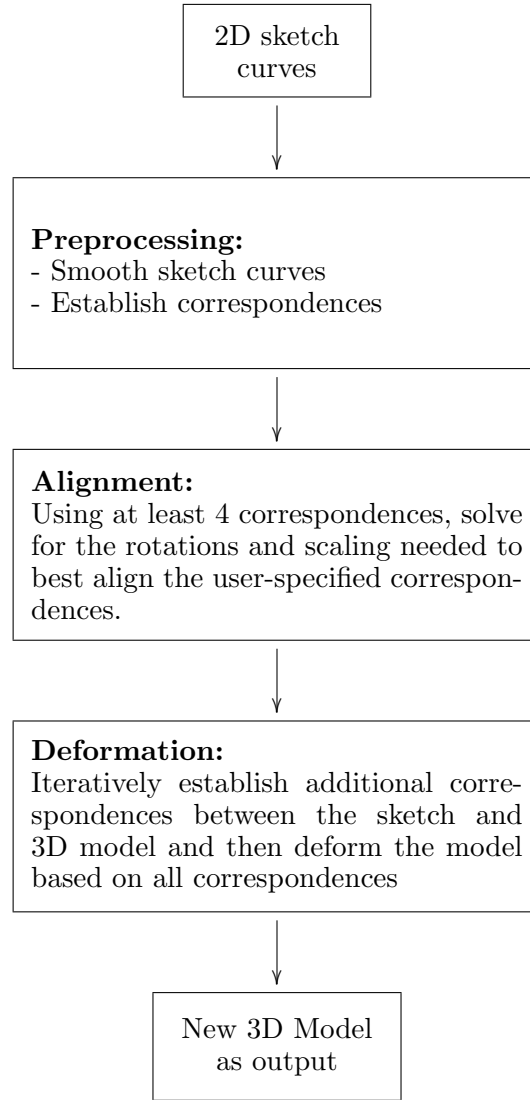 2D sketch
curves
Preprocessing:
- Smooth sketch curves
- Establish correspondences
Alignment:
Using at least 4 correspondences, solve
for the rotations and scaling needed to
best align the user-specified correspon-
dences.
Deformation:
Iteratively establish additional corre-
spondences between the sketch and
3D model and then deform the model
based on all correspondences
New 3D Model
as output